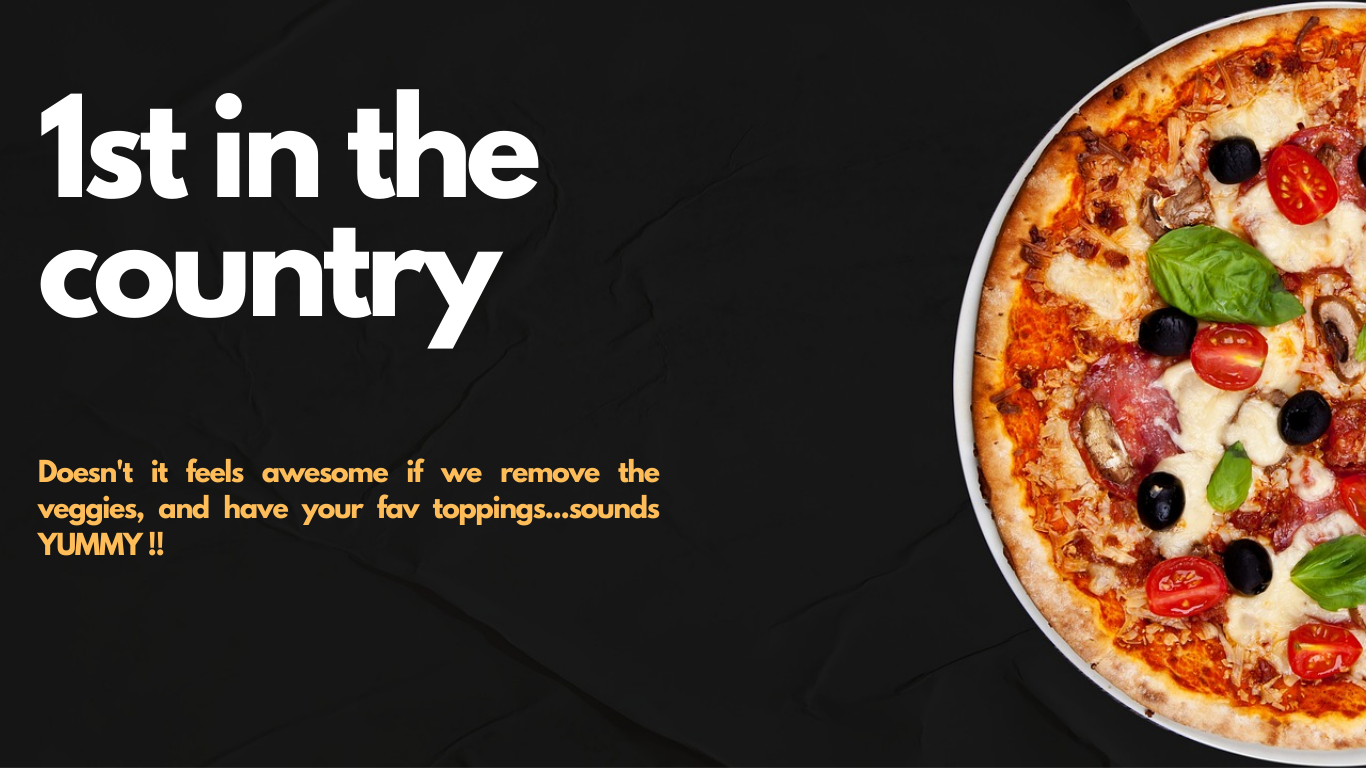 1st in the
country
Doesn't it feels awesome if we remove the
veggies, and have your fav toppings...sounds
YUMMY !!